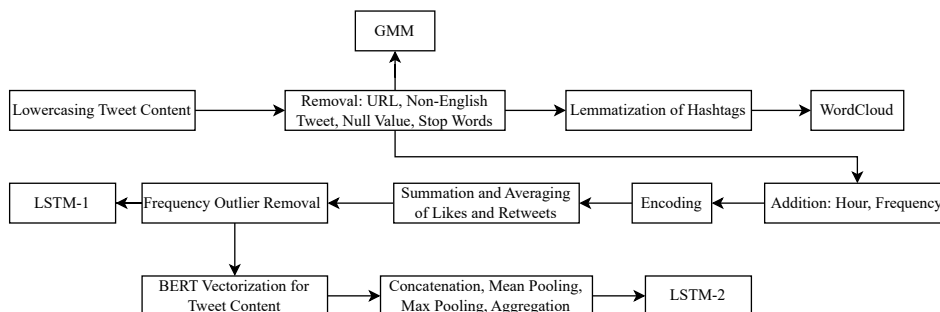 GMM
Lowercasing Tweet Content
Removal: URL, Non-English
Tweet, Null Value, Stop Words
Lemmatization of Hashtags
WordCloud
LSTM-1
Frequency Outlier Removal
Summation and Averaging
of Likes and Retweets
Encoding
Addition: Hour, Frequency
BERT Vectorization for
Tweet Content
Concatenation, Mean Pooling,
Max Pooling, Aggregation
LSTM-2